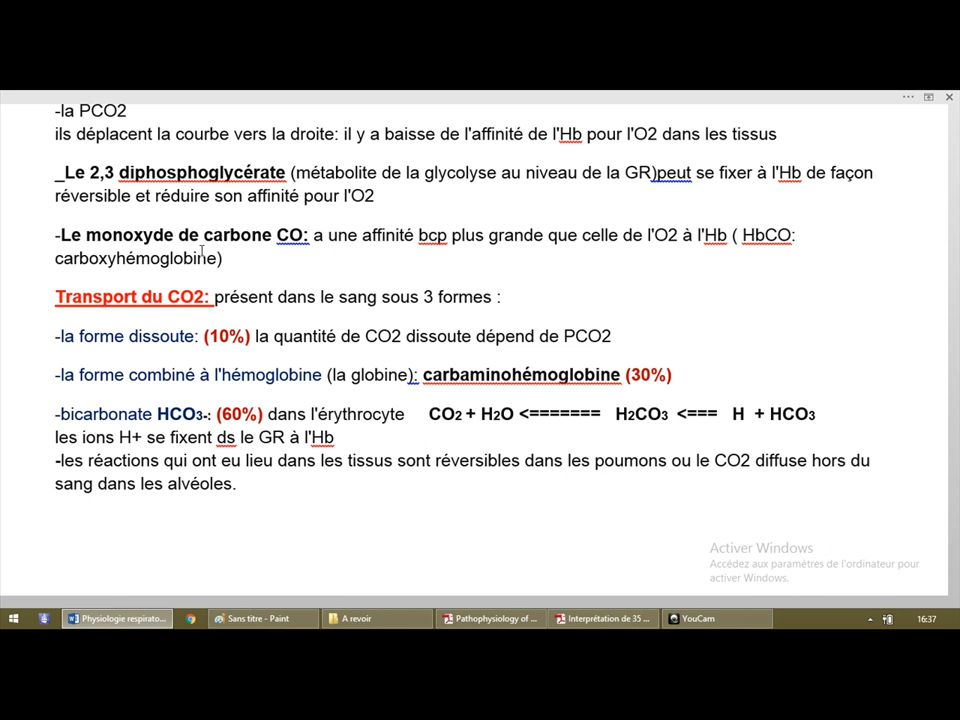 -la PCO2
ils déplacent la courbe vers la droite: il y a baisse de l'affinité de l'Hb pour l'O2 dans les tissus
_Le 2,3 diphosphoglycérate (métabolite de la glycolyse au niveau de la GR)peut se fixer à l'Hb de façon
réversible et réduire son affinité pour l'O2
-Le monoxyde de carbone CO: a une affinité bcp plus grande que celle de l'O2 à l'Hb ( HbCO:
carboxyhémoglobine)
Transport du CO2: présent dans le sang sous 3 formes :
-la forme dissoute: (10%) la quantité de CO2 dissoute dépend de PCO2
-la forme combiné à l'hémoglobine (la globine): carbaminohémoglobine (30%)
-bicarbonate HCO3-: (60%) dans l'érythrocyte CO2 + H2O <======= H2CO3 <=== H + HCO3
les ions H+ se fixent ds le GR à l'Hb
-les réactions qui ont eu lieu dans les tissus sont réversibles dans les poumons ou le CO2 diffuse hors du
sang dans les alvéoles.
Activer Windows
Accédez aux paramètres de l'ordinateur pour
activer Windows.
Physiologie respirato... Sans titre - Paint A revoir Pathophysiology of ... Interprétation de 35 ... YouCam 16:37